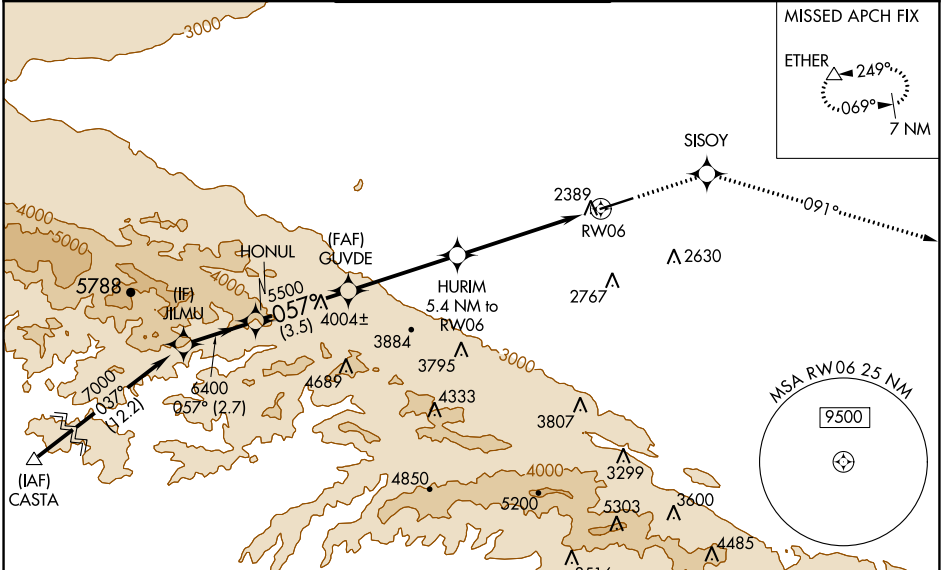 MISSED APCH FIX
ETHER
249°
069°
7 NM
3000
SISOY
2389
RW06
091°
4000
5000
HONUL
(FAF)
GUVDE
2630
2767
4000
5500
5788
(IF)
JILMU
057°
(3.5)
4004±
HURIM
5.4 NM to
RW06
3884
3795
3000
4689
6400
057° (2.7)
7000
037°
(12.2)
4333
3807
MSA RW06 25 NM
9500
(IAF)
CASTA
4850
4000
5200
3299
5303
3600
4485